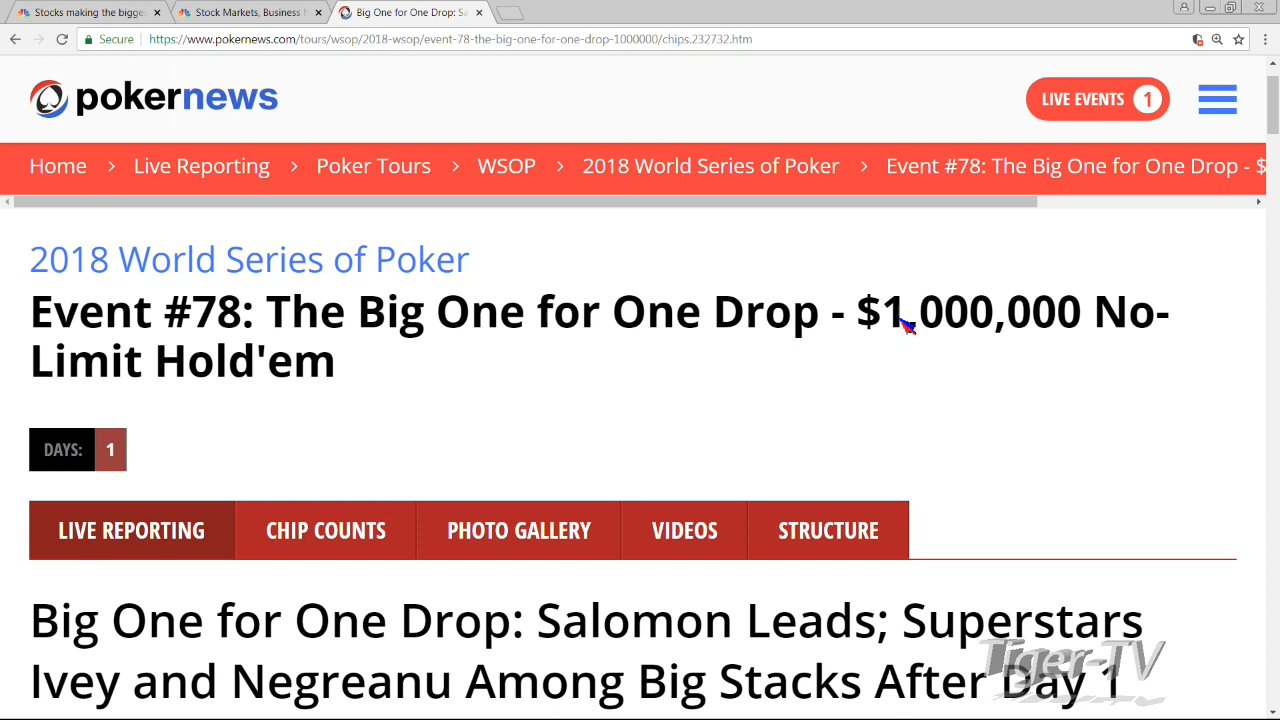 Stocks making the bigge
Stock Markets, Business
Big One for One Drop: Sa
Secure
https://www.pokernews.com/tours/wsop/2018-wsop/event-78-the-big-one-for-one-drop-1000000/chips.232732.htm
pokernews
LIVE EVENTS 1
Home > Live Reporting > Poker Tours > WSOP > 2018 World Series of Poker > Event #78: The Big One for One Drop - $
2018 World Series of Poker
Event #78: The Big One for One Drop - $1,000,000 No-
Limit Hold'em
DAYS: 1
LIVE REPORTING CHIP COUNTS PHOTO GALLERY VIDEOS STRUCTURE
Big One for One Drop: Salomon Leads; Superstars
Ivey and Negreanu Among Big Stacks After Day 1
Tiger-TV